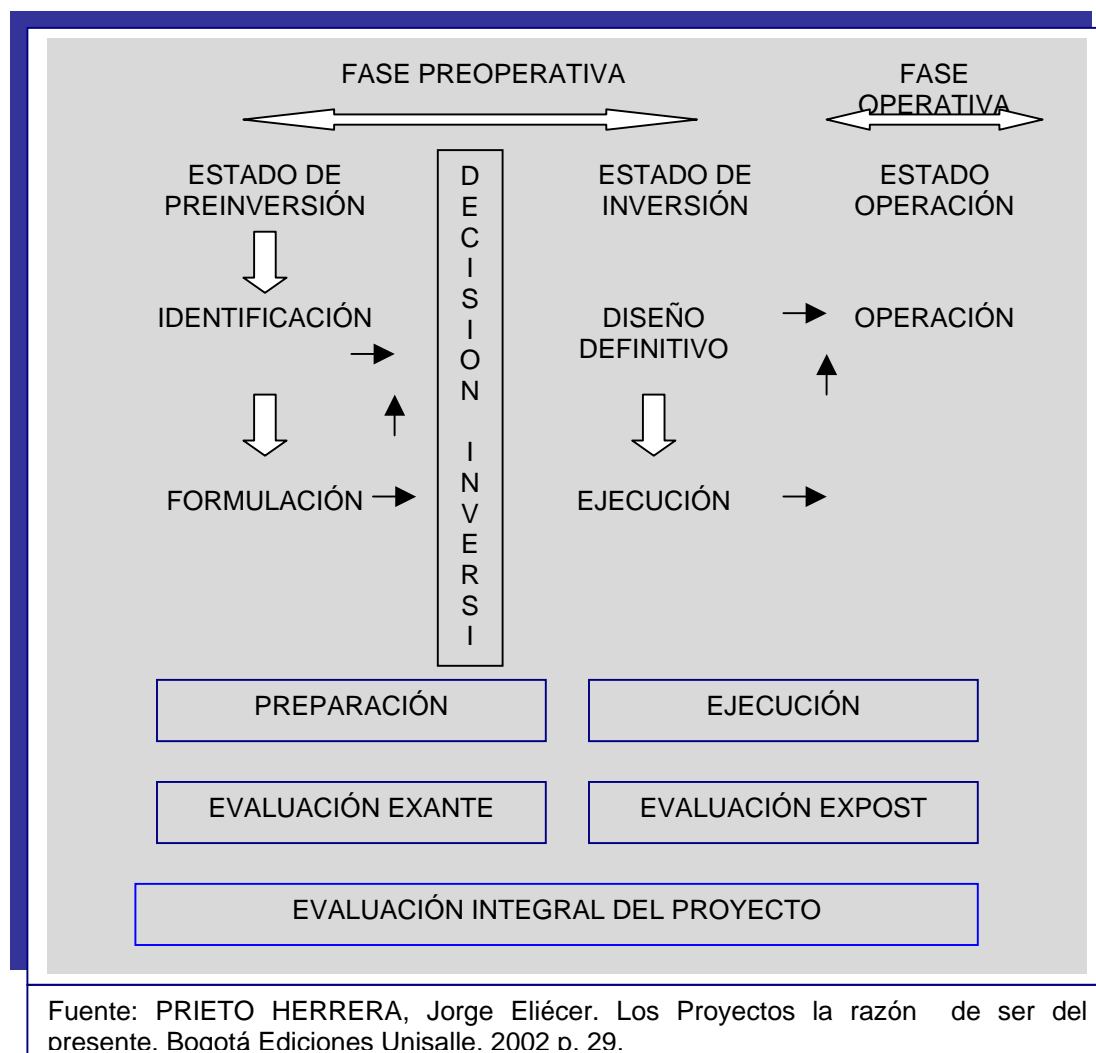 FASE PREOPERATIVA
FASE
OPERATIVA
ESTADO DE
PREINVERSIÓN
D
E
C
I
S
I
O
N
I
N
V
E
R
S
I
ESTADO DE
INVERSIÓN
ESTADO
OPERACIÓN
IDENTIFICACIÓN
DISEÑO
DEFINITIVO
OPERACIÓN
FORMULACIÓN
EJECUCIÓN
PREPARACIÓN
EJECUCIÓN
EVALUACIÓN EXANTE
EVALUACIÓN EXPOST
EVALUACIÓN INTEGRAL DEL PROYECTO
Fuente: PRIETO HERRERA, Jorge Eliécer. Los Proyectos la razón de ser del
presente. Bogotá Ediciones Unisalle. 2002 p. 29.